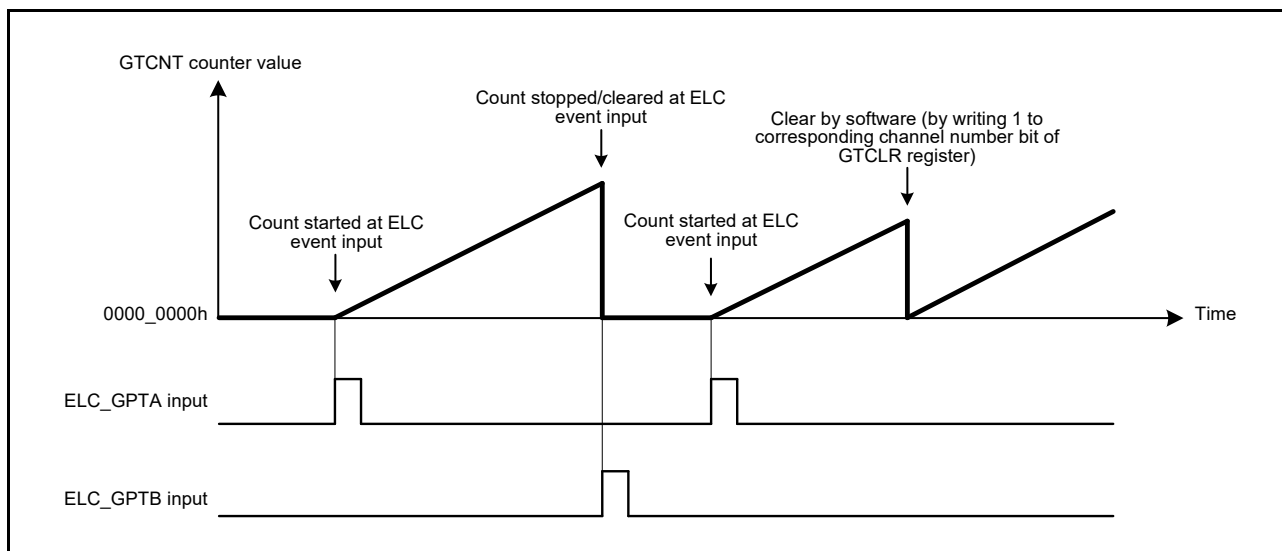 GTCNT counter value
Count stopped/cleared at ELC
event input
Clear by software (by writing 1 to
corresponding channel number bit of
GTCLR register)
Count started at ELC
event input
Count started at ELC
event input
0000_0000h
Time
ELC_GPTA input
ELC_GPTB input